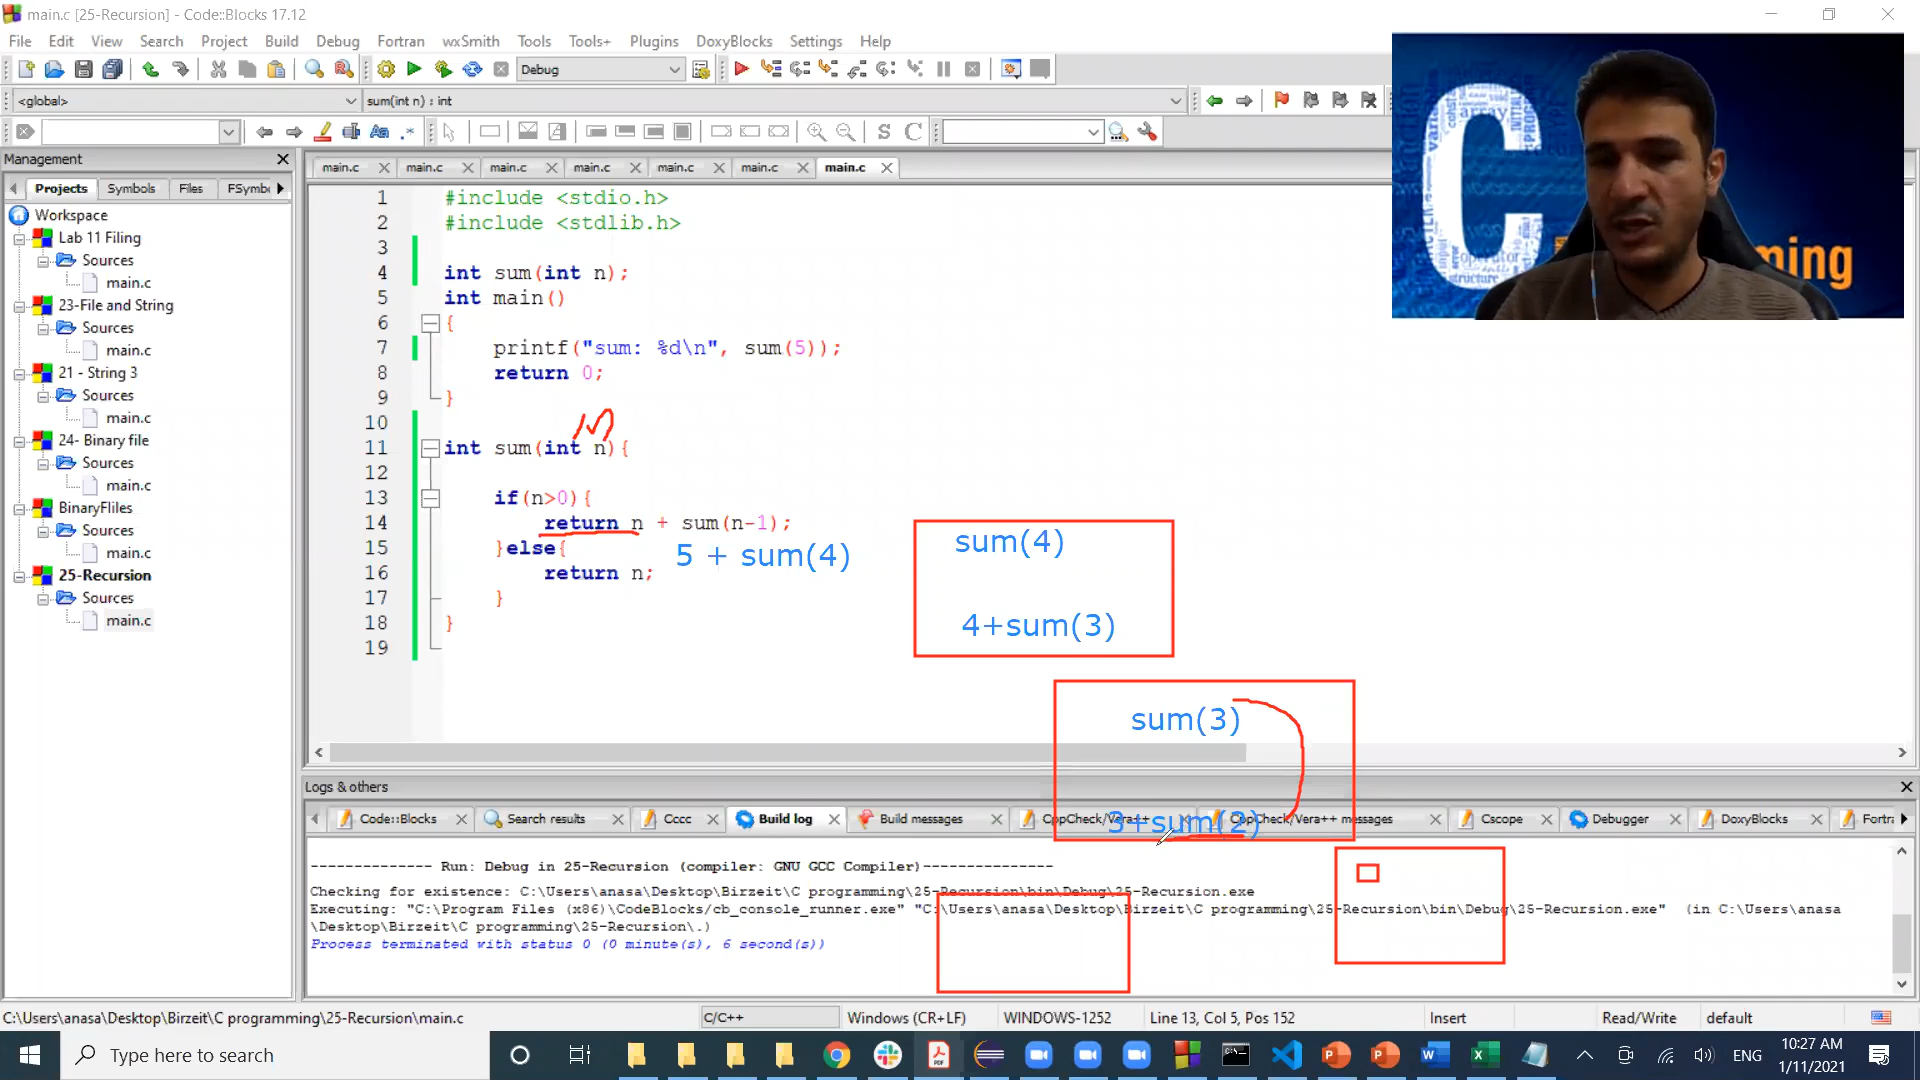 main.c [25-Recursion] - Code::Blocks 17.12
File Edit View Search Project Build Debug Fortran wxSmith Tools Tools+ Plugins DoxyBlocks Settings Help
Debug
<global> sum(int n) : int
S C
Management
Projects Symbols Files FSymb
main.c main.c main.c main.c main.c main.c main.c
Workspace
Lab 11 Filing
Sources
main.c
23-File and String
Sources
main.c
21 - String 3
Sources
main.c
24- Binary file
Sources
main.c
BinaryFliles
Sources
main.c
25-Recursion
Sources
main.c
1 #include <stdio.h>
2 #include <stdlib.h>
3
4 int sum(int n);
5 int main()
6 {
7 printf("sum: %d\n", sum(5));
8 return 0;
9 }
10
11 int sum(int n){
12
13 if(n>0){
14 return n + sum(n-1);
15 }else{
16 return n;
17 }
18 }
19
5 + sum(4)
sum(4)
4+sum(3)
sum(3)
3+sum(2)
C
ming
Logs & others
Code::Blocks Search results Cccc Build log Build messages CppCheck/Vera++ CppCheck/Vera++ messages Cscope Debugger DoxyBlocks Fortra
-------------- Run: Debug in 25-Recursion (compiler: GNU GCC Compiler)---------------
Checking for existence: C:\Users\anasa\Desktop\Birzeit\C programming\25-Recursion\bin\Debug\25-Recursion.exe
Executing: "C:\Program Files (x86)\CodeBlocks/cb_console_runner.exe" "C:\Users\anasa\Desktop\Birzeit\C programming\25-Recursion\bin\Debug\25-Recursion.exe" (in C:\Users\anasa
\Desktop\Birzeit\C programming\25-Recursion\.)
Process terminated with status 0 (0 minute(s), 6 second(s))
C:\Users\anasa\Desktop\Birzeit\C programming\25-Recursion\main.c C/C++ Windows (CR+LF) WINDOWS-1252 Line 13, Col 5, Pos 152 Insert Read/Write default
Type here to search
ENG
10:27 AM
1/11/2021